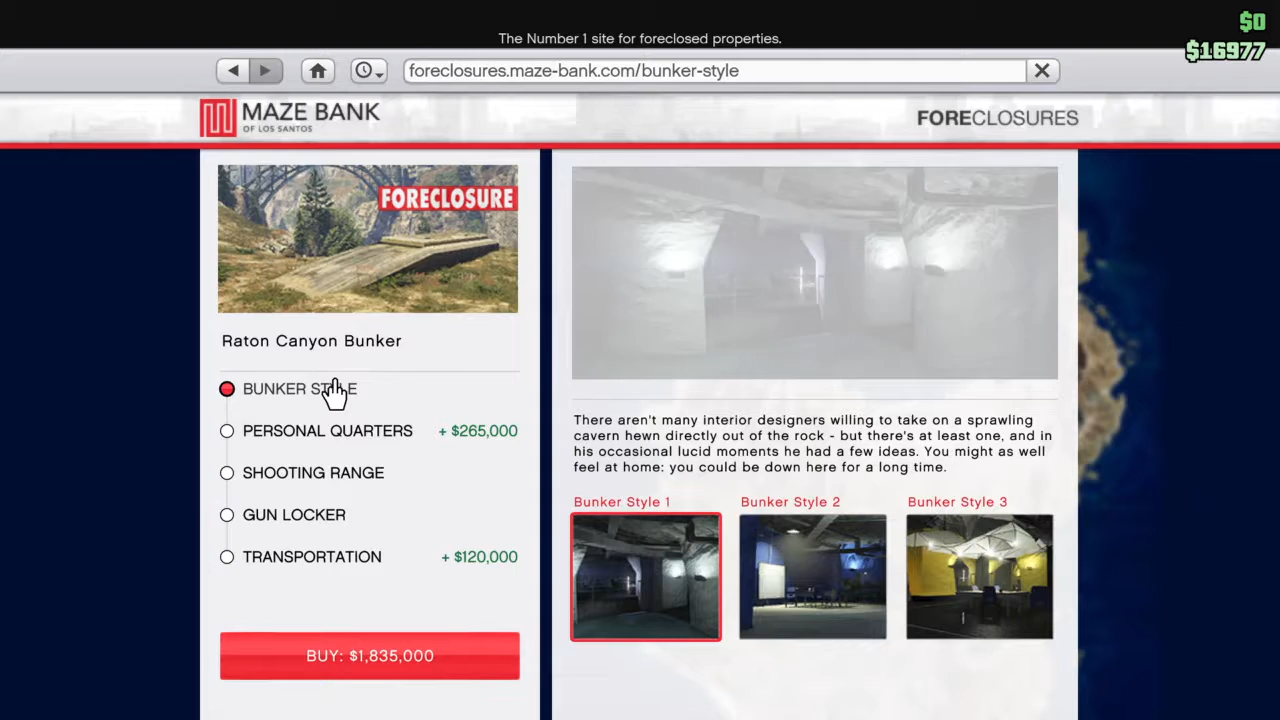 $0
The Number 1 site for foreclosed properties.
$16977
foreclosures.maze-bank.com/bunker-style
MAZE BANK
OF LOS SANTOS
FORECLOSURES
FORECLOSURE
Raton Canyon Bunker
BUNKER STYLE
PERSONAL QUARTERS + $265,000
SHOOTING RANGE
GUN LOCKER
TRANSPORTATION + $120,000
BUY: $1,835,000
There aren't many interior designers willing to take on a sprawling
cavern hewn directly out of the rock - but there's at least one, and in
his occasional lucid moments he had a few ideas. You might as well
feel at home: you could be down here for a long time.
Bunker Style 1 Bunker Style 2 Bunker Style 3